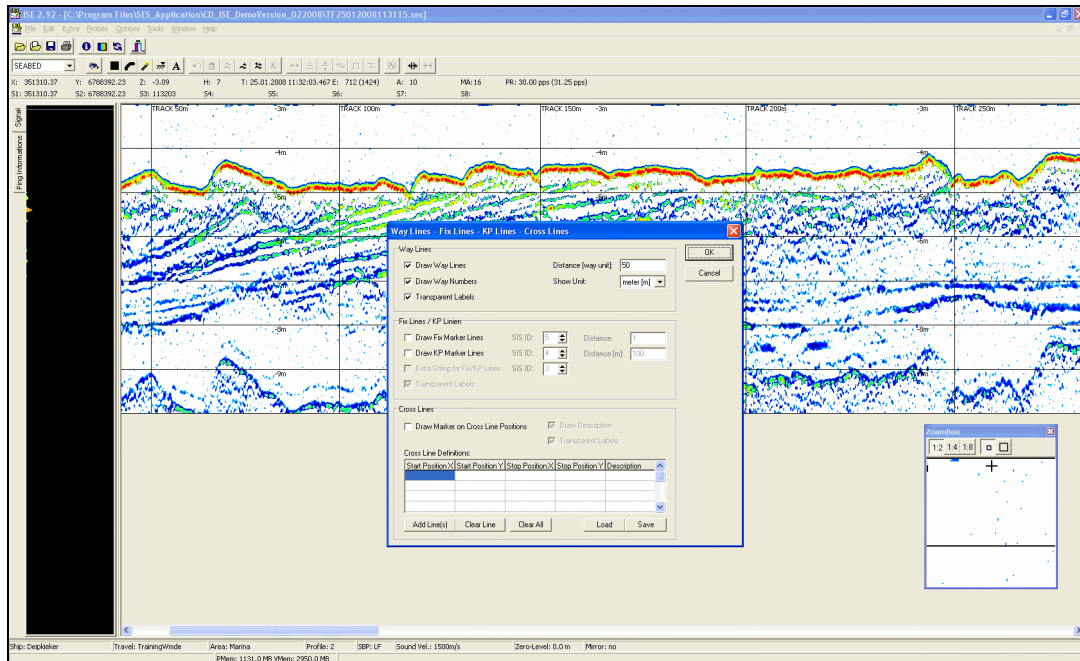 ISE 2.92 - [C:\Program Files\SES_Application\CD_ISE_DemoVersion_022008\TF25012008113115.ses]
File Edit Extra Probes Options Tools Window Help
SEABED
X: 351310.37 Y: 6788392.23 Z: -3.09 H: 7 T: 25.01.2008 11:32:03.467 E: 712 (1424) A: 10 MA: 16 PR: 30.00 pps (31.25 pps)
S1: 351310.37 S2: 6788392.23 S3: 113203 S4: S5: S6: S7: S8:
Signal
Ping Informations
TRACK 50m -3m TRACK 100m TRACK 150m -3m TRACK 200m -3m TRACK 250m
-4m -4m -4m
-5m
-6m
-8m -8m
-9m
Way Lines - Fix Lines - KP Lines - Cross Lines
Way Lines
Draw Way Lines Distance [way unit]: 50
Draw Way Numbers Show Unit: meter [m]
Transparent Labels
OK
Cancel
Fix Lines / KP Linien
Draw Fix Marker Lines SIS ID: 5 Distance: 1
Draw KP Marker Lines SIS ID: 4 Distance [m]: 100
Extra String for Fix/KP Lines SIS ID: 3
Transparent Labels
Cross Lines
Draw Marker on Cross Line Positions Draw Description
Transparent Labels
Cross Line Definitions:
Start Position X Start Position Y Stop Position X Stop Position Y Description
Add Line(s) Clear Line Clear All Load Save
ZoomBox
1:2 1:4 1:8
Ship: Deipkieker Travel: TrainingWmde Area: Marina Profile: 2 SBP: LF Sound Vel.: 1500m/s Zero-Level: 0.0 m Mirror: no
PMem: 1131.0 MB VMem: 2950.0 MB